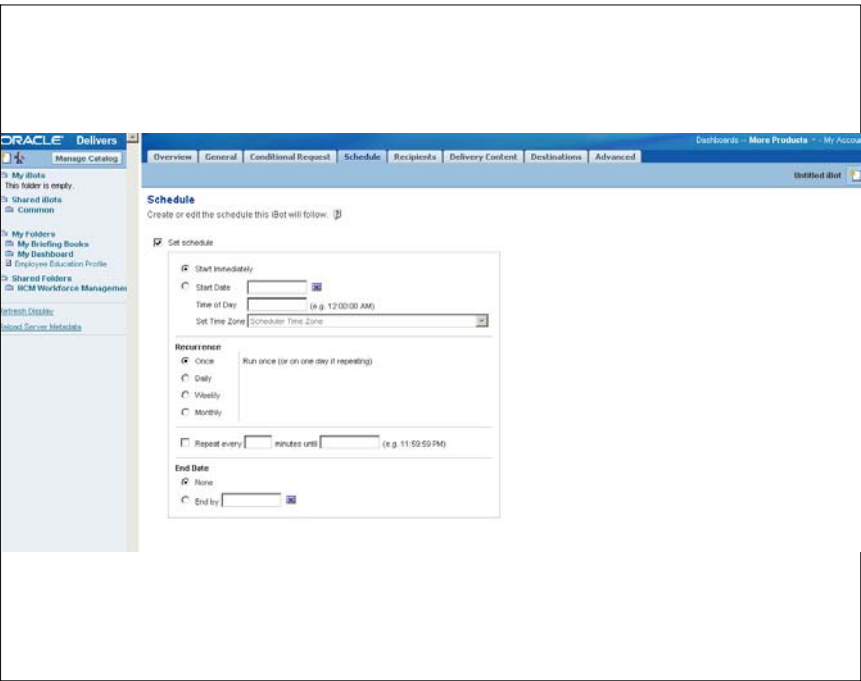 ORACLE Delivers
Manage Catalog
My iBots
This folder is empty.
Shared iBots
Common
My Folders
My Briefing Books
My Dashboard
Employee Education Profile
Shared Folders
HCM Workforce Managemen
Refresh Display
Reload Server Metadata
Dashboards - More Products - My Accou
Overview General Conditional Request Schedule Recipients Delivery Content Destinations Advanced
Untitled iBot
Schedule
Create or edit the schedule this iBot will follow.
Set schedule
Start Immediately
Start Date
Time of Day (e.g. 12:00:00 AM)
Set Time Zone Scheduler Time Zone
Recurrence
Once Run once (or on one day if repeating)
Daily
Weekly
Monthly
Repeat every minutes until (e.g. 11:59:59 PM)
End Date
None
End by